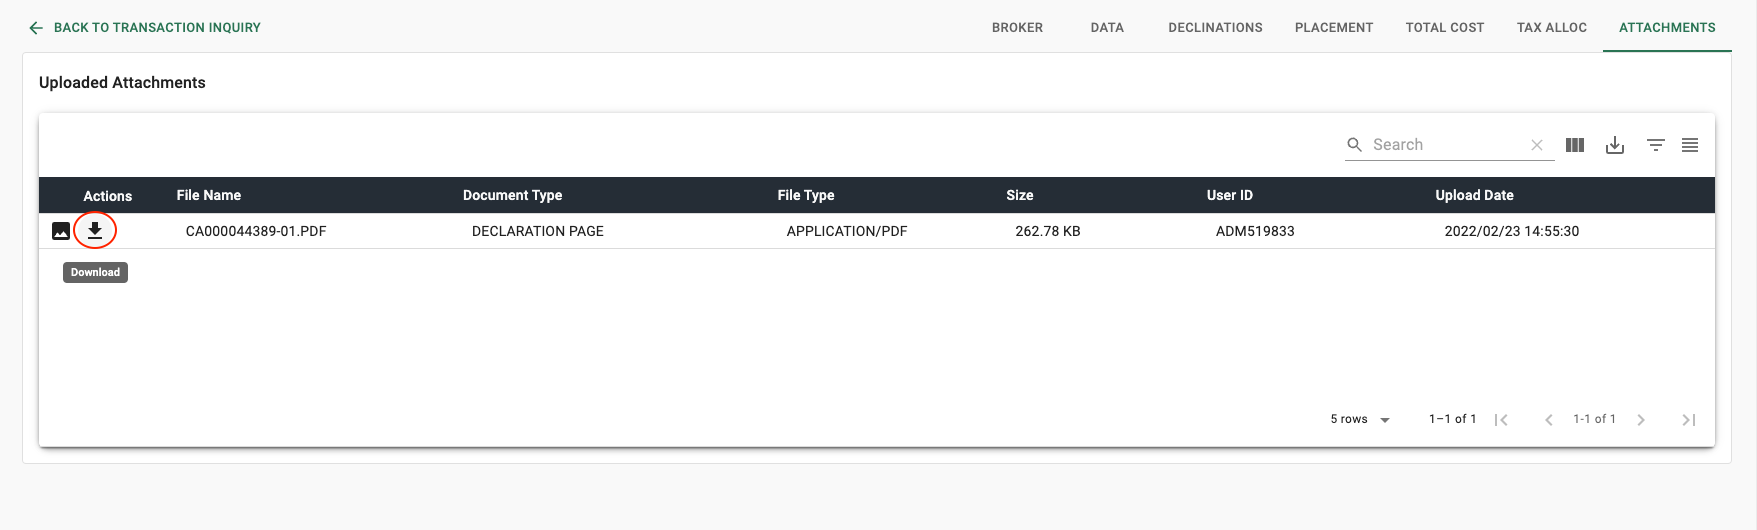 BACK TO TRANSACTION INQUIRY BROKER DATA DECLINATIONS PLACEMENT TOTAL COST TAX ALLOC ATTACHMENTS
Uploaded Attachments
Search
Actions File Name Document Type File Type Size User ID Upload Date
CA000044389-01.PDF DECLARATION PAGE APPLICATION/PDF 262.78 KB ADM519833 2022/02/23 14:55:30
Download
5 rows 1–1 of 1 1-1 of 1